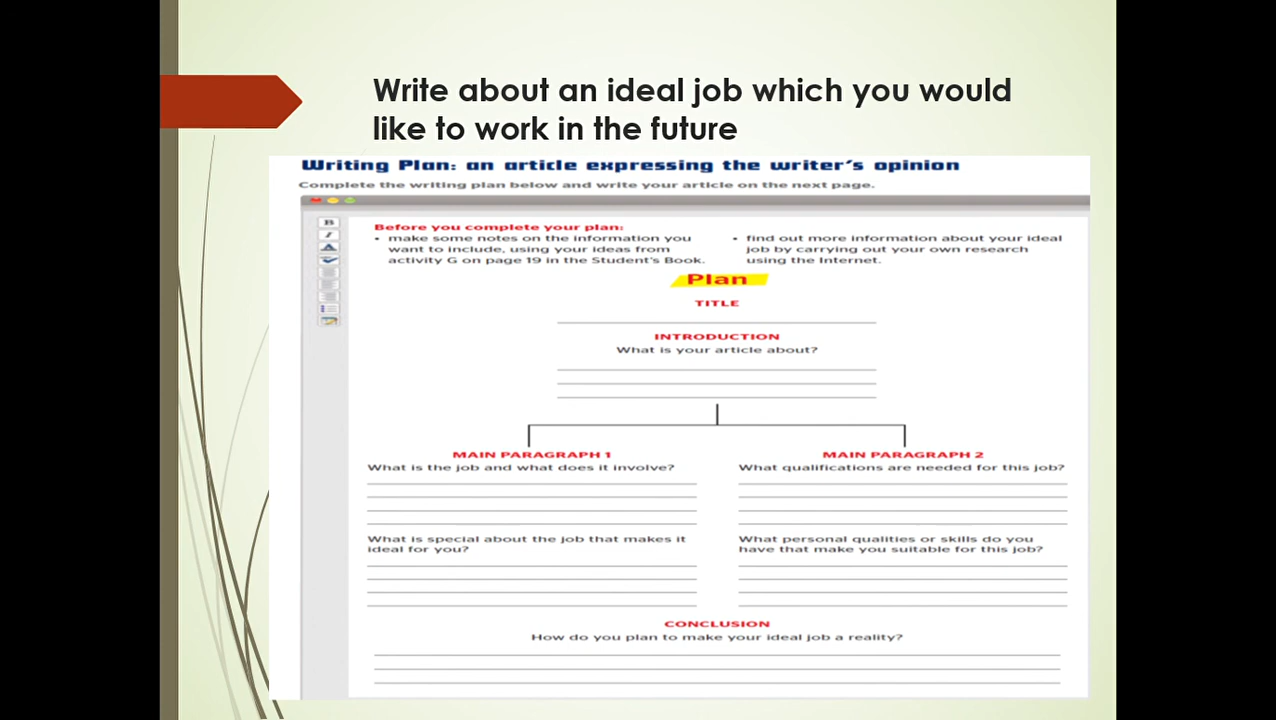 Write about an ideal job which you would
like to work in the future
Writing Plan: an article expressing the writer's opinion
Complete the writing plan below and write your article on the next page.
B
I
A
Before you complete your plan:
• make some notes on the information you
want to include, using your ideas from
activity G on page 19 in the Student's Book.
• find out more information about your ideal
job by carrying out your own research
using the Internet.
Plan
TITLE
INTRODUCTION
What is your article about?
MAIN PARAGRAPH 1
What is the job and what does it involve?
What is special about the job that makes it
ideal for you?
MAIN PARAGRAPH 2
What qualifications are needed for this job?
What personal qualities or skills do you
have that make you suitable for this job?
CONCLUSION
How do you plan to make your ideal job a reality?